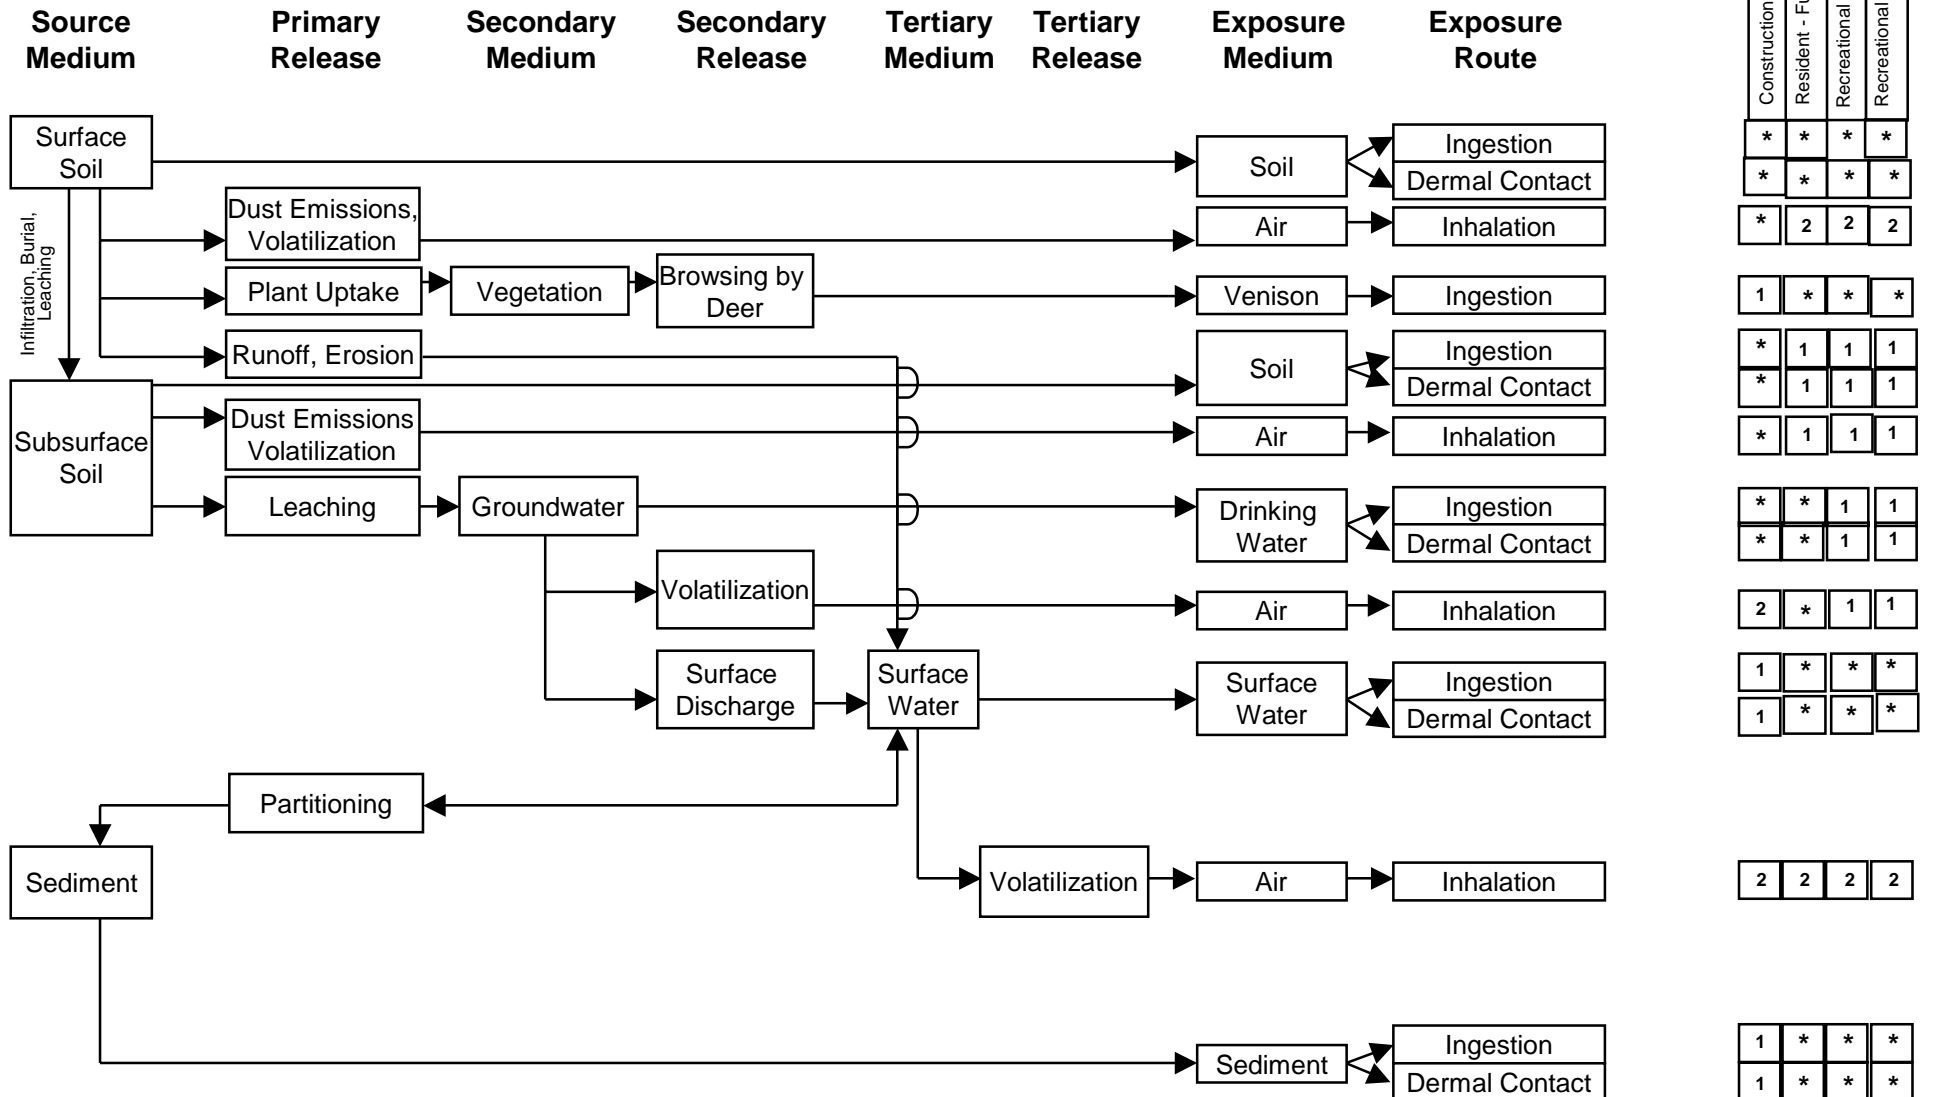 Source Medium
Primary Release
Secondary Medium
Secondary Release
Tertiary Medium
Tertiary Release
Exposure Medium
Exposure Route
Construction
Resident - Fu
Recreational
Recreational
Surface
Soil
Soil
Ingestion
* * * *
Dermal Contact
* * * *
Infiltration, Burial,
Leaching
Dust Emissions,
Volatilization
Air
Inhalation
* 2 2 2
Plant Uptake
Vegetation
Browsing by
Deer
Venison
Ingestion
1 * * *
Runoff, Erosion
Soil
Ingestion
* 1 1 1
Dermal Contact
* 1 1 1
Subsurface
Soil
Dust Emissions
Volatilization
Air
Inhalation
* 1 1 1
Leaching
Groundwater
Drinking
Water
Ingestion
* * 1 1
Dermal Contact
* * 1 1
Volatilization
Air
Inhalation
2 * 1 1
Surface
Discharge
Surface
Water
Surface
Water
Ingestion
1 * * *
Dermal Contact
1 * * *
Partitioning
Sediment
Volatilization
Air
Inhalation
2 2 2 2
Sediment
Ingestion
1 * * *
Dermal Contact
1 * * *